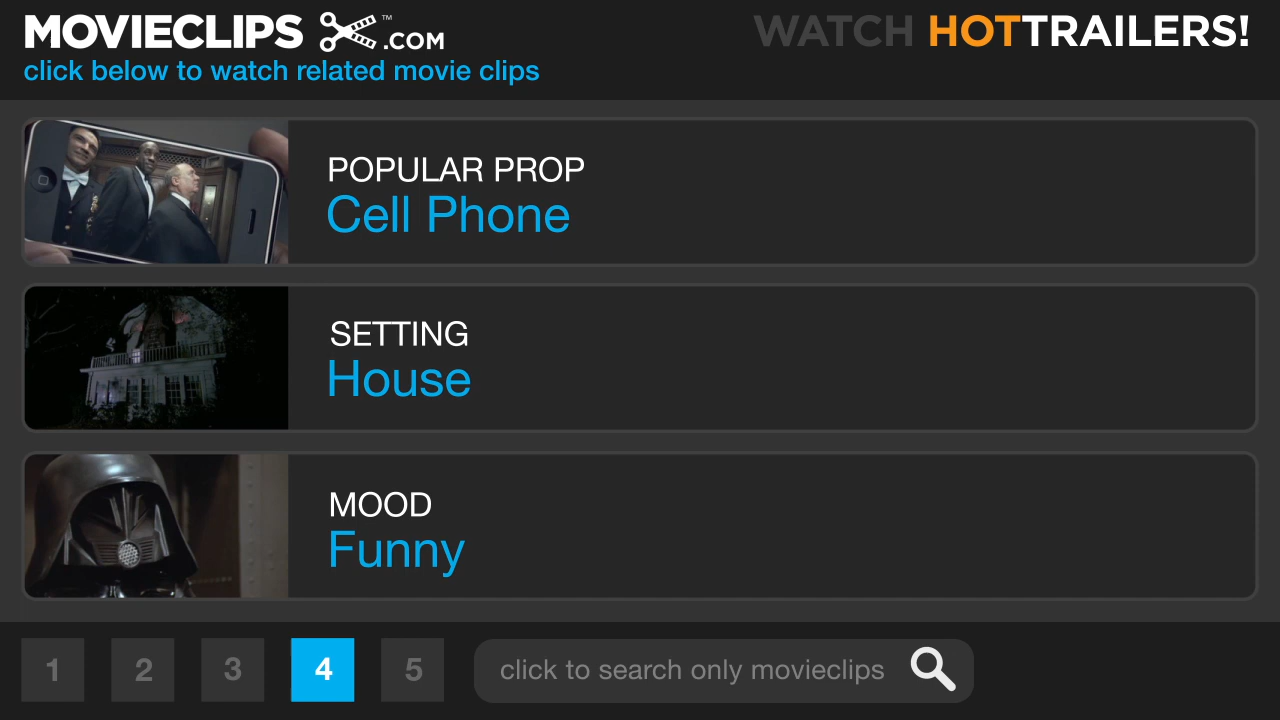 MOVIECLIPS ™ .COM
WATCH HOTTRAILERS!
click below to watch related movie clips
POPULAR PROP
Cell Phone
SETTING
House
MOOD
Funny
1 2 3 4 5
click to search only movieclips